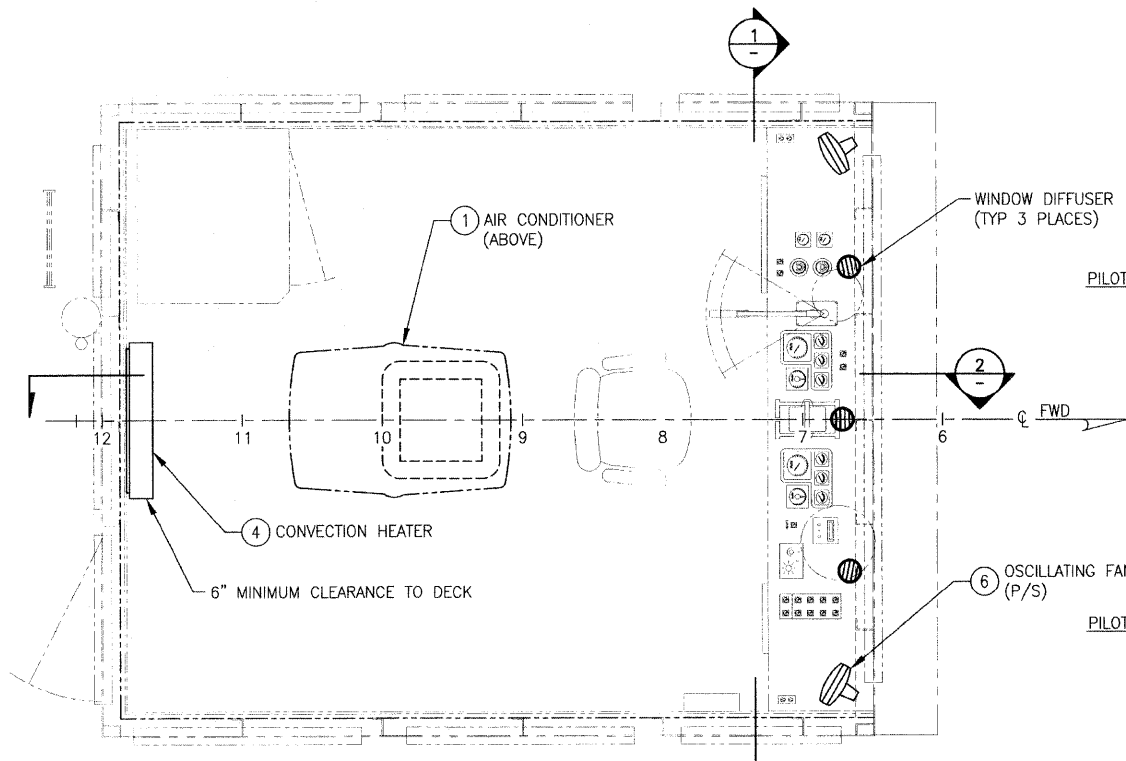 1
-
1 AIR CONDITIONER
(ABOVE)
WINDOW DIFFUSER
(TYP 3 PLACES)
PILOT
2
-
12 11 10 9 8 7 6
℄ FWD
4 CONVECTION HEATER
6" MINIMUM CLEARANCE TO DECK
6 OSCILLATING FAN
(P/S)
PILOT